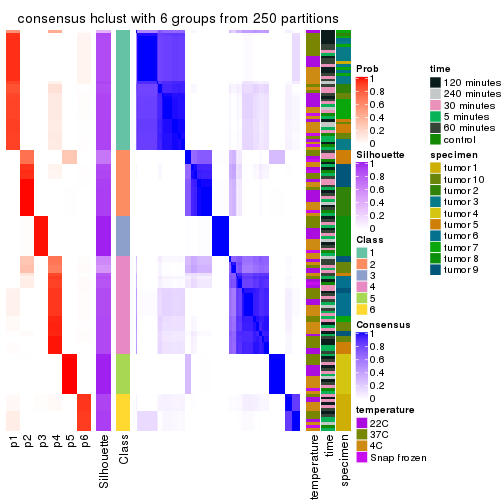 consensus hclust with 6 groups from 250 partitions
Prob
1
0.8
0.6
0.4
0.2
0
Silhouette
1
0.8
0.6
0.4
0.2
0
Class
1
2
3
4
5
6
Consensus
1
0.8
0.6
0.4
0.2
0
temperature
22C
37C
4C
Snap frozen
time
120 minutes
240 minutes
30 minutes
5 minutes
60 minutes
control
specimen
tumor 1
tumor 10
tumor 2
tumor 3
tumor 4
tumor 5
tumor 6
tumor 7
tumor 8
tumor 9
p1
p2
p3
p4
p5
p6
Silhouette
Class
temperature
time
specimen